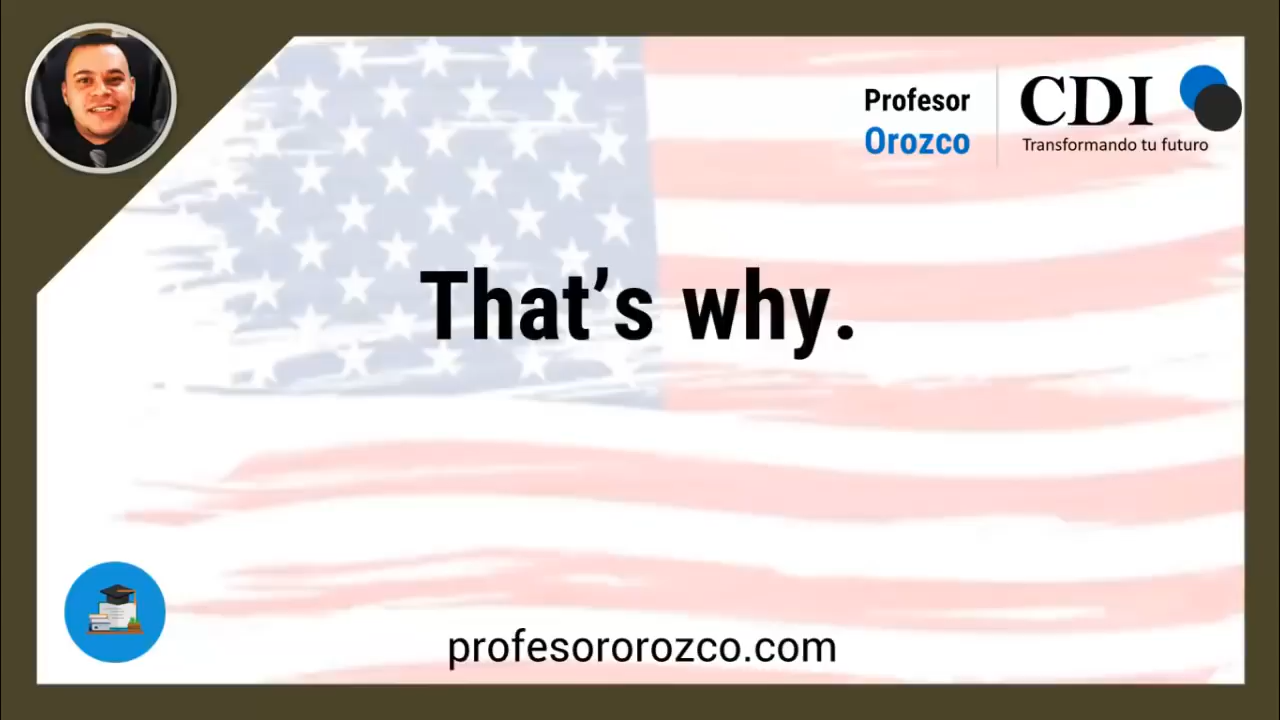 Profesor
Orozco
CDI
Transformando tu futuro
That’s why.
profesororozco.com